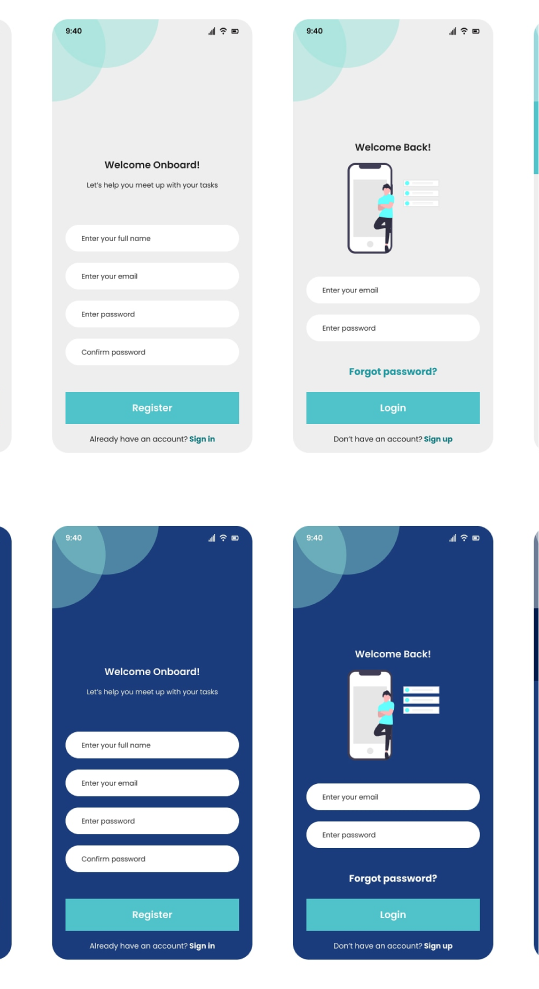 9:40
Welcome Onboard!
Let's help you meet up with your tasks
Enter your full name
Enter your email
Enter password
Confirm password
Register
Already have an account? Sign in
9:40
Welcome Back!
Enter your email
Enter password
Forgot password?
Login
Don't have an account? Sign up
9:40
Welcome Onboard!
Let's help you meet up with your tasks
Enter your full name
Enter your email
Enter password
Confirm password
Register
Already have an account? Sign in
9:40
Welcome Back!
Enter your email
Enter password
Forgot password?
Login
Don't have an account? Sign up